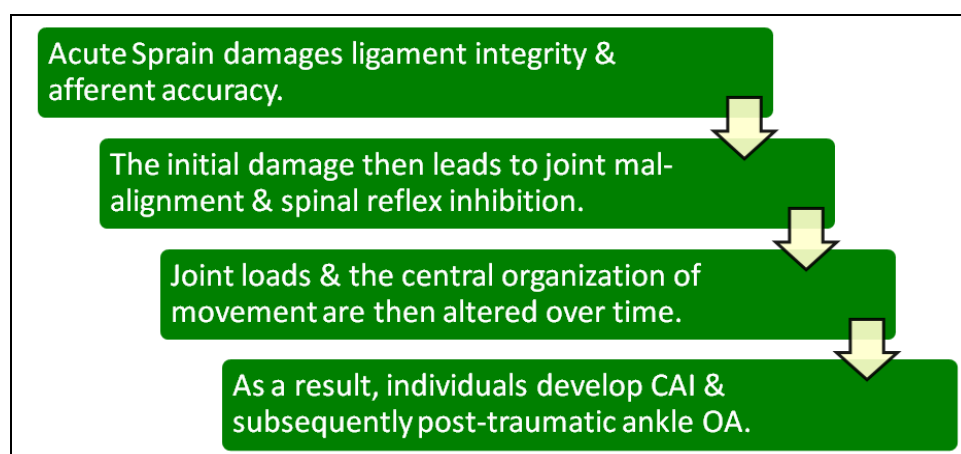 Acute Sprain damages ligament integrity &
afferent accuracy.
The initial damage then leads to joint mal-
alignment & spinal reflex inhibition.
Joint loads & the central organization of
movement are then altered over time.
As a result, individuals develop CAI &
subsequently post-traumatic ankle OA.